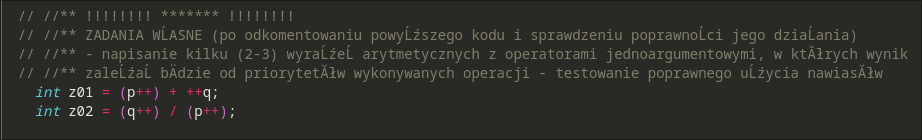 // //** !!!!!!!! ******* !!!!!!!!
// //** ZADANIA WĹASNE (po odkomentowaniu powyĹższego kodu i sprawdzeniu poprawnoĹci jego dziaĹania)
// //** - napisanie kilku (2-3) wyraĹźeĹ arytmetycznych z operatorami jednoargumentowymi, w ktĂłrych wynik
// //** zaleĹźaĹ bÄdzie od priorytetĂłw wykonywanych operacji - testowanie poprawnego uĹźycia nawiasĂłw
int z01 = (p++) + ++q;
int z02 = (q++) / (p++);